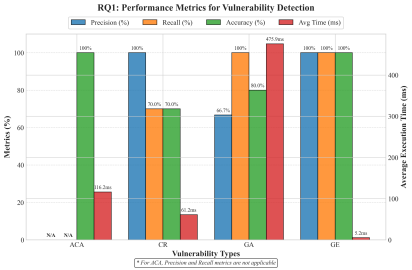 RQ1: Performance Metrics for Vulnerability Detection
Precision (%) Recall (%) Accuracy (%) Avg Time (ms)
Metrics (%)
100
80
60
40
20
0
N/A N/A 100% 116.2ms
100% 70.0% 70.0% 61.2ms
66.7% 100% 80.0% 475.9ms
100% 100% 100% 5.2ms
400
300
200
100
0
Average Execution Time (ms)
ACA CR GA GE
Vulnerability Types
* For ACA, Precision and Recall metrics are not applicable